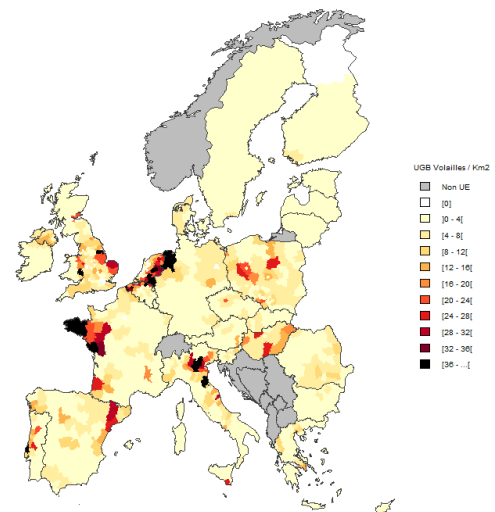 UGB Volailles / Km2
Non UE
[0]
[0 - 4[
[4 - 8[
[8 - 12[
[12 - 16[
[16 - 20[
[20 - 24[
[24 - 28[
[28 - 32[
[32 - 36[
[36 - ...[